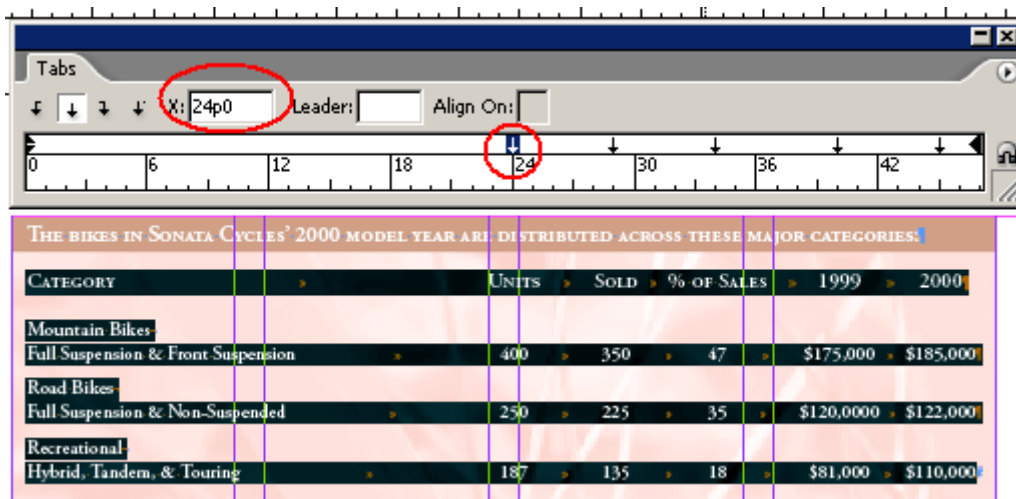 Tabs
X: 24p0 Leader: Align On:
0 6 12 18 24 30 36 42
The bikes in Sonata Cycles' 2000 model year are distributed across these major categories:¶
Category » Units » Sold » % of Sales » 1999 » 2000¶
Mountain Bikes¬
Full Suspension & Front Suspension » 400 » 350 » 47 » $175,000 » $185,000¶
Road Bikes¬
Full Suspension & Non-Suspended » 250 » 225 » 35 » $120,0000 » $122,000¶
Recreational¬
Hybrid, Tandem, & Touring » 187 » 135 » 18 » $81,000 » $110,000#